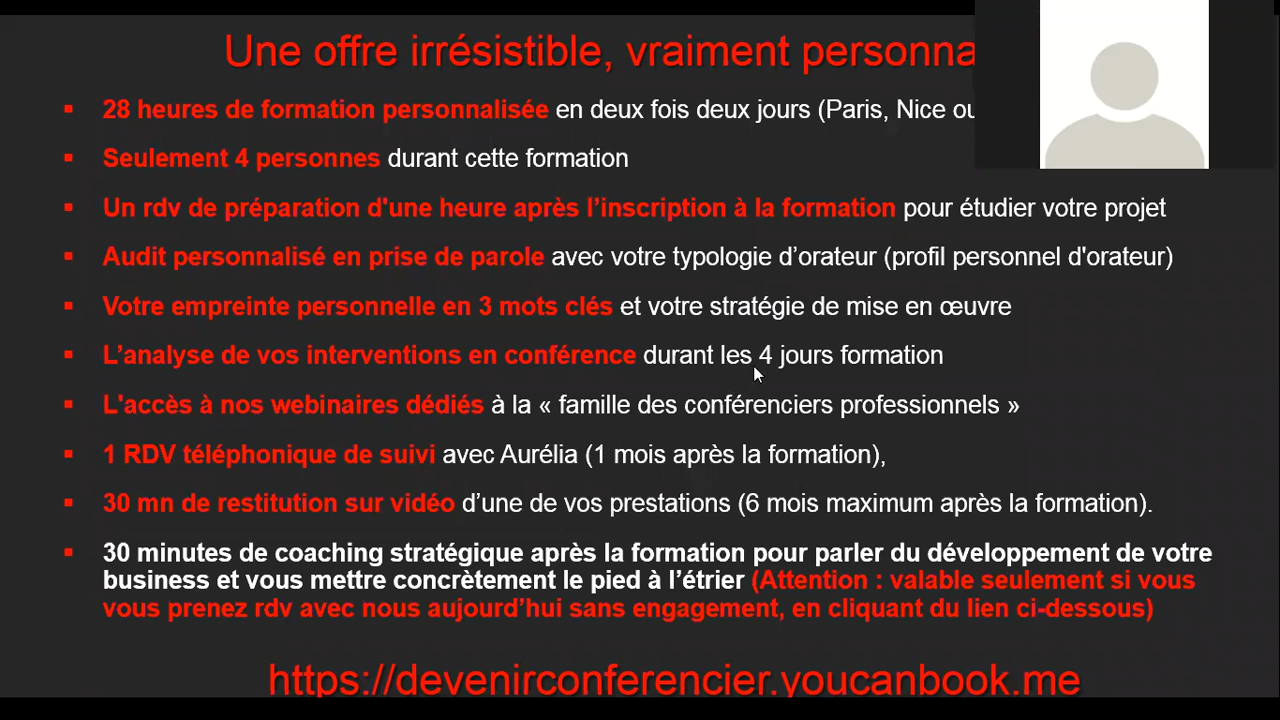 Une offre irrésistible, vraiment
28 heures de formation personnalisée en deux fois deux jours (Paris, Nice ou
Seulement 4 personnes durant cette formation
Un rdv de préparation d'une heure après l’inscription à la formation pour étudier votre projet
Audit personnalisé en prise de parole avec votre typologie d’orateur (profil personnel d'orateur)
Votre empreinte personnelle en 3 mots clés et votre stratégie de mise en œuvre
L’analyse de vos interventions en conférence durant les 4 jours formation
L'accès à nos webinaires dédiés à la « famille des conférenciers professionnels »
1 RDV téléphonique de suivi avec Aurélia (1 mois après la formation),
30 mn de restitution sur vidéo d’une de vos prestations (6 mois maximum après la formation).
30 minutes de coaching stratégique après la formation pour parler du développement de votre
business et vous mettre concrètement le pied à l’étrier (Attention : valable seulement si vous
vous prenez rdv avec nous aujourd’hui sans engagement, en cliquant du lien ci-dessous)
https://devenirconferencier.youcanbook.me